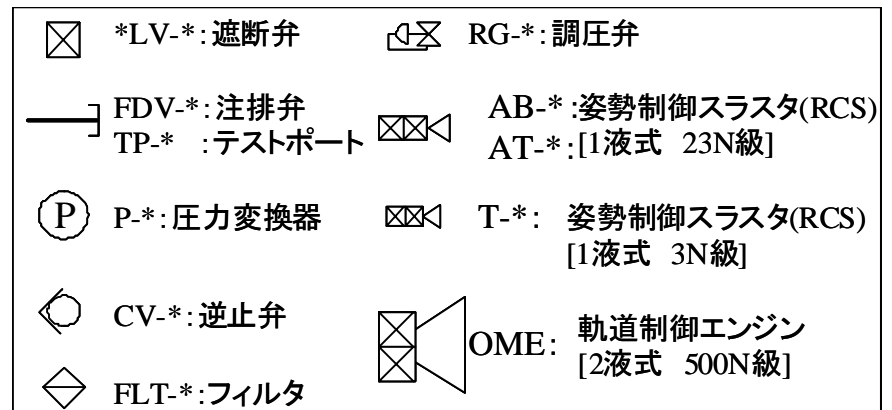 *LV-*:遮断弁
FDV-*:注排弁
TP-* :テストポート
P P-*:圧力変換器
CV-*:逆止弁
FLT-*:フィルタ
RG-*:調圧弁
AB-*:姿勢制御スラスタ(RCS)
AT-*:[1液式 23N級]
T-*: 姿勢制御スラスタ(RCS)
[1液式 3N級]
OME: 軌道制御エンジン
[2液式 500N級]